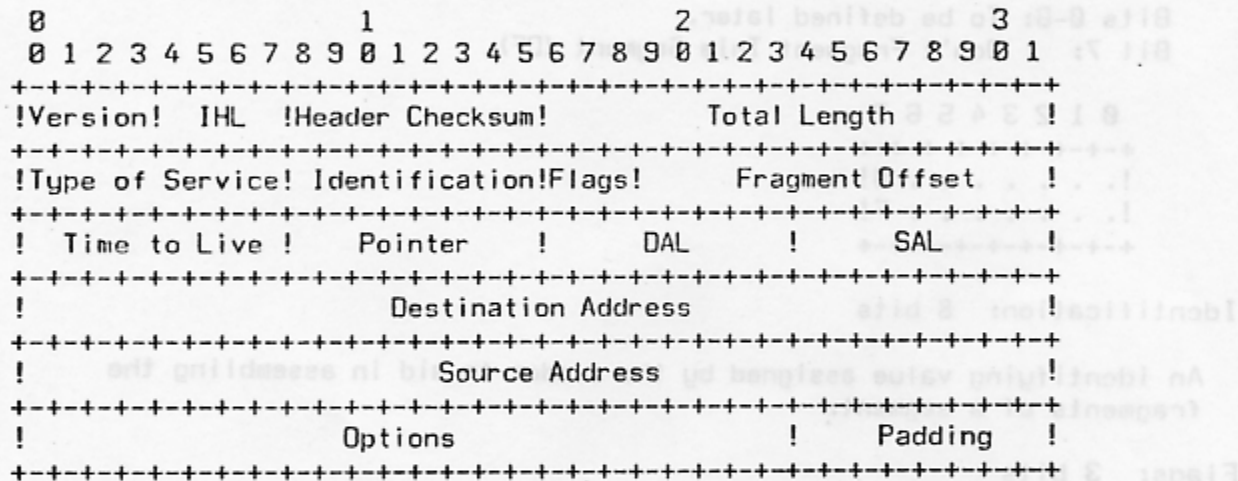 0 1 2 3
0 1 2 3 4 5 6 7 8 9 0 1 2 3 4 5 6 7 8 9 0 1 2 3 4 5 6 7 8 9 0 1
+-+-+-+-+-+-+-+-+-+-+-+-+-+-+-+-+-+-+-+-+-+-+-+-+-+-+-+-+-+-+-+-+
!Version! IHL !Header Checksum! Total Length !
+-+-+-+-+-+-+-+-+-+-+-+-+-+-+-+-+-+-+-+-+-+-+-+-+-+-+-+-+-+-+-+-+
!Type of Service! Identification!Flags! Fragment Offset !
+-+-+-+-+-+-+-+-+-+-+-+-+-+-+-+-+-+-+-+-+-+-+-+-+-+-+-+-+-+-+-+-+
! Time to Live ! Pointer ! DAL ! SAL !
+-+-+-+-+-+-+-+-+-+-+-+-+-+-+-+-+-+-+-+-+-+-+-+-+-+-+-+-+-+-+-+-+
! Destination Address !
+-+-+-+-+-+-+-+-+-+-+-+-+-+-+-+-+-+-+-+-+-+-+-+-+-+-+-+-+-+-+-+-+
! Source Address !
+-+-+-+-+-+-+-+-+-+-+-+-+-+-+-+-+-+-+-+-+-+-+-+-+-+-+-+-+-+-+-+-+
! Options ! Padding !
+-+-+-+-+-+-+-+-+-+-+-+-+-+-+-+-+-+-+-+-+-+-+-+-+-+-+-+-+-+-+-+-+